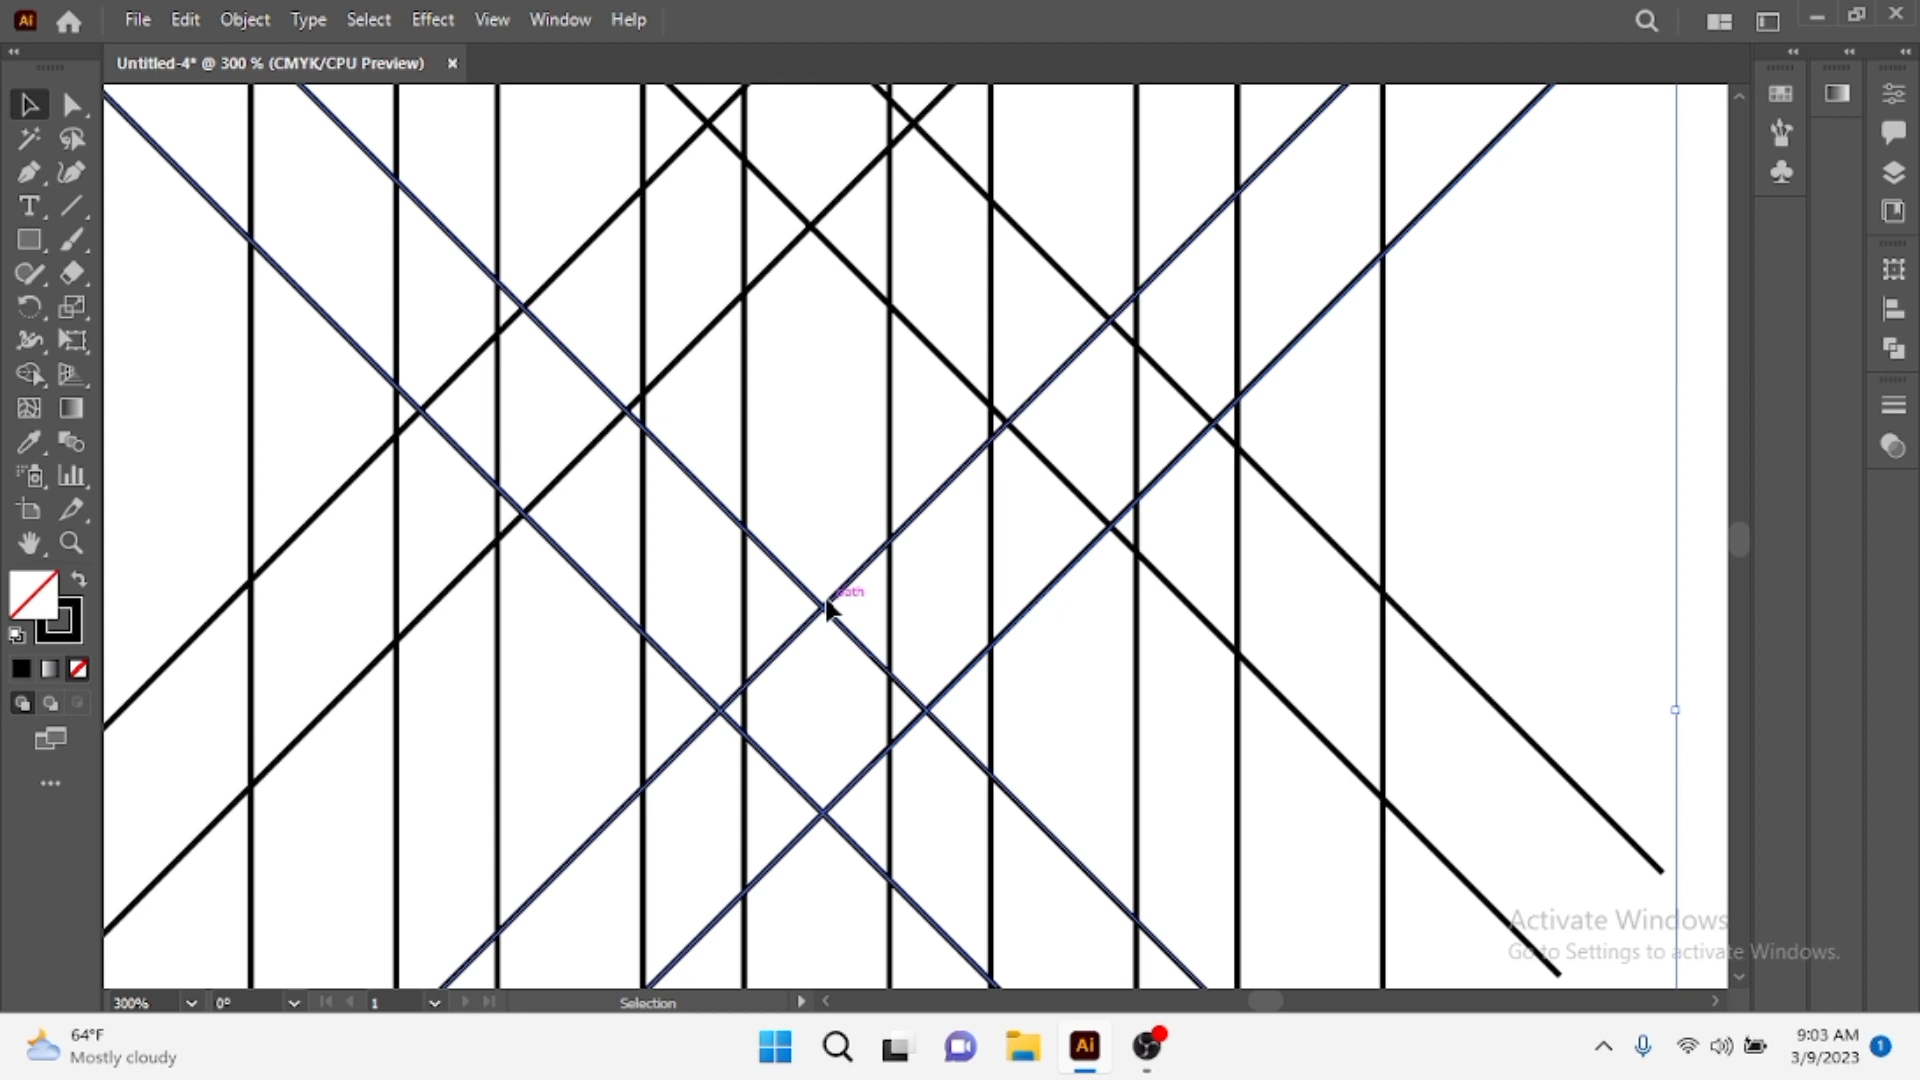 Ai
File Edit Object Type Select Effect View Window Help
Untitled-4* @ 300 % (CMYK/CPU Preview) ×
path
Activate Windows
Go to Settings to activate Windows.
300% 0° 1 Selection
64°F
Mostly cloudy
Ai
9:03 AM
3/9/2023
1